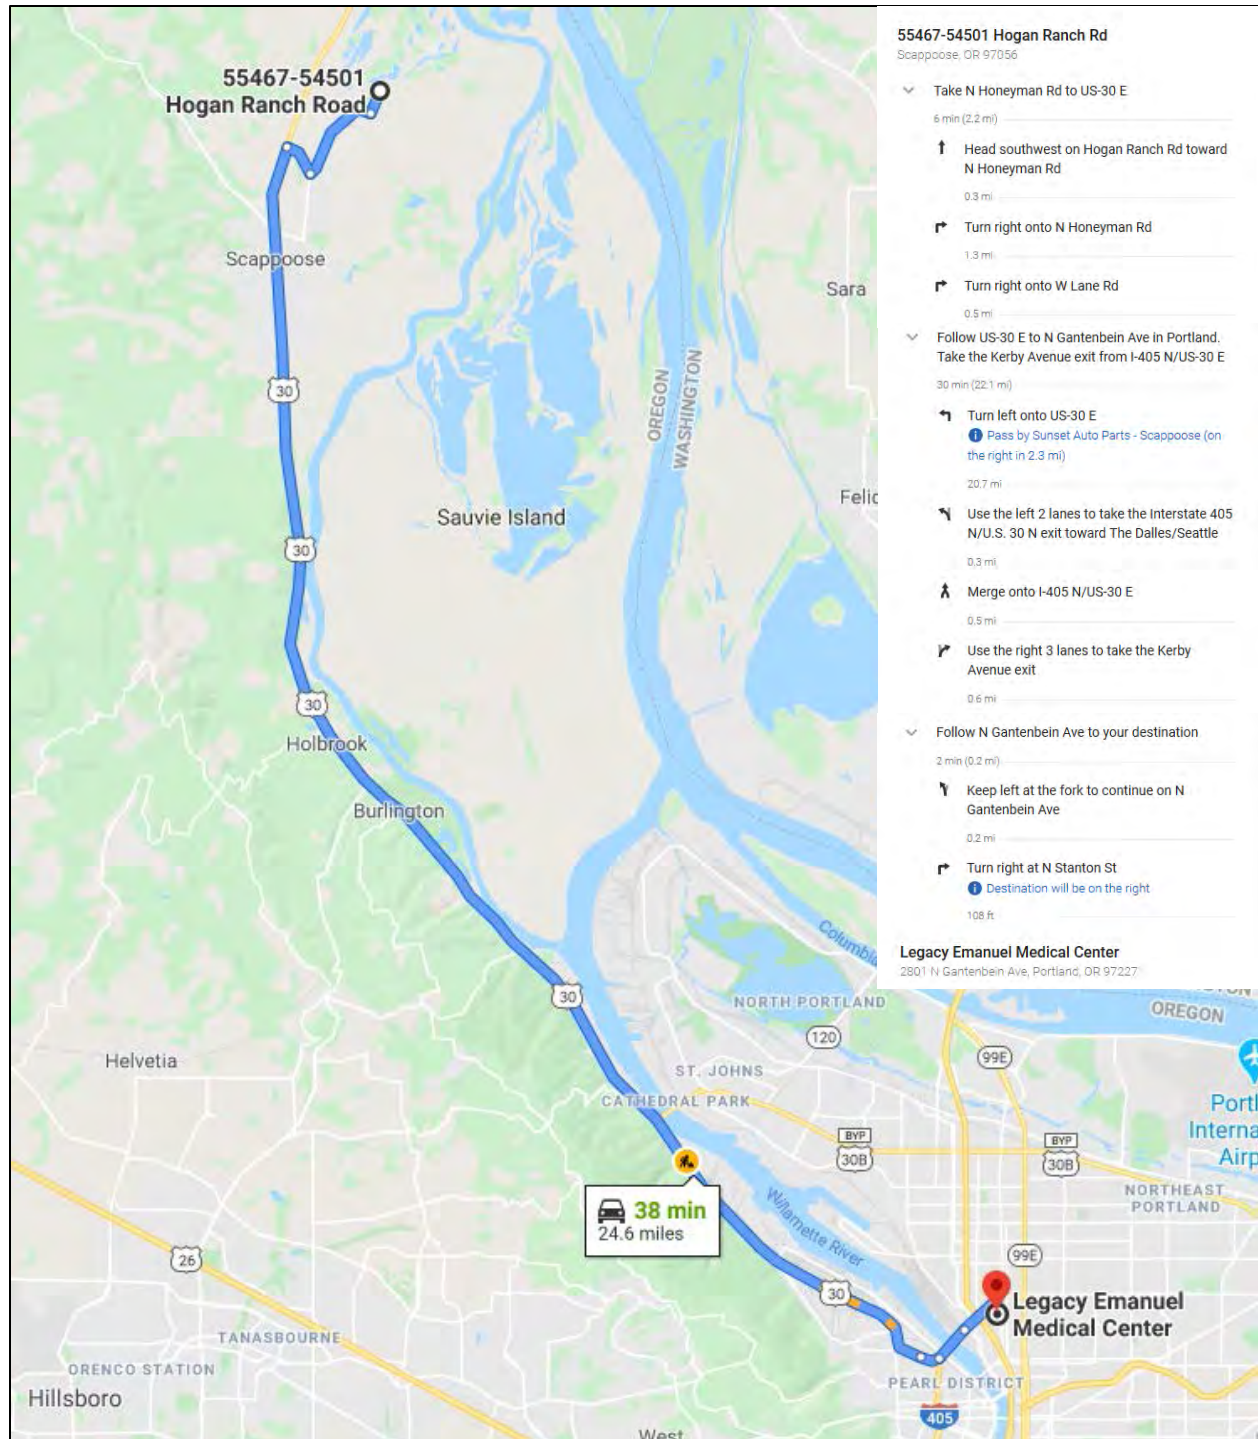 55467-54501
Hogan Ranch Road
Scappoose
30
30
30
Holbrook
Burlington
Sauvie Island
OREGON
WASHINGTON
Sara
30
NORTH PORTLAND
120
ST. JOHNS
CATHEDRAL PARK
Helvetia
99E
OREGON
BYP
30B
BYP
30B
38 min
24.6 miles
Willamette River
NORTHEAST
PORTLAND
26
99E
30
Legacy Emanuel
Medical Center
TANASBOURNE
ORENCO STATION
PEARL DISTRICT
Hillsboro
405
West
55467-54501 Hogan Ranch Rd
Scappoose, OR 97056
Take N Honeyman Rd to US-30 E
6 min (2.2 mi)
Head southwest on Hogan Ranch Rd toward
N Honeyman Rd
0.3 mi
Turn right onto N Honeyman Rd
1.3 mi
Turn right onto W Lane Rd
0.5 mi
Follow US-30 E to N Gantenbein Ave in Portland.
Take the Kerby Avenue exit from I-405 N/US-30 E
30 min (22.1 mi)
Turn left onto US-30 E
Pass by Sunset Auto Parts - Scappoose (on
the right in 2.3 mi)
20.7 mi
Use the left 2 lanes to take the Interstate 405
N/U.S. 30 N exit toward The Dalles/Seattle
0.3 mi
Merge onto I-405 N/US-30 E
0.5 mi
Use the right 3 lanes to take the Kerby
Avenue exit
0.6 mi
Follow N Gantenbein Ave to your destination
2 min (0.2 mi)
Keep left at the fork to continue on N
Gantenbein Ave
0.2 mi
Turn right at N Stanton St
Destination will be on the right
108 ft
Legacy Emanuel Medical Center
2801 N Gantenbein Ave, Portland, OR 97227